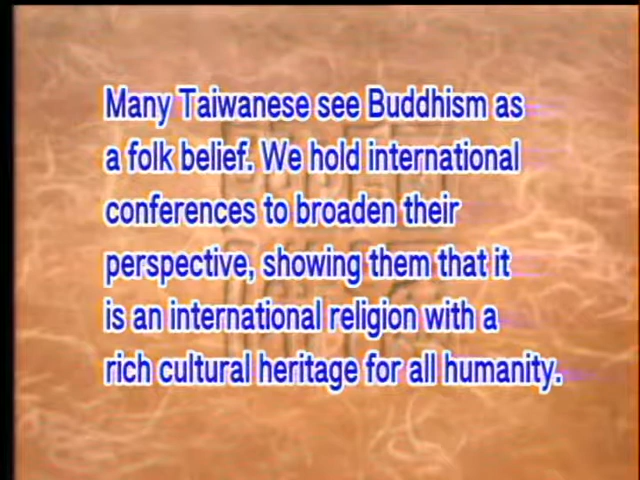 Many Taiwanese see Buddhism as
a folk belief. We hold international
conferences to broaden their
perspective, showing them that it
is an international religion with a
rich cultural heritage for all humanity.